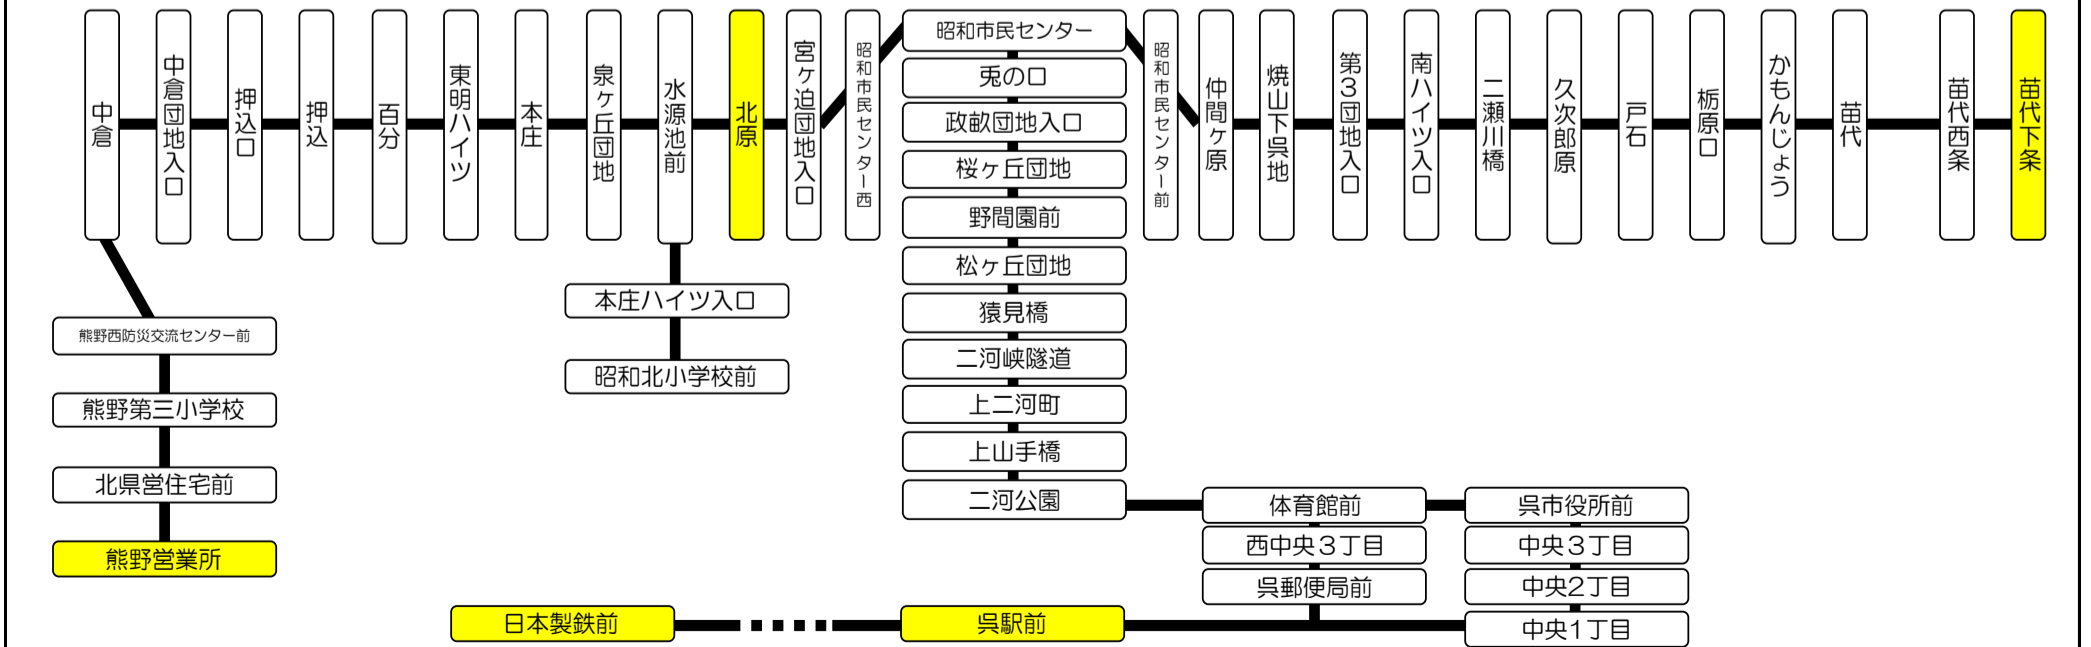 中倉
中倉団地入口
押込口
押込
百分
東明ハイツ
本庄
泉ヶ丘団地
水源池前
北原
宮ヶ迫団地入口
昭和市民センター西
昭和市民センター
兎の口
政畝団地入口
桜ヶ丘団地
野間園前
松ヶ丘団地
猿見橋
二河峡隧道
上二河町
上山手橋
二河公園
昭和市民センター前
仲間ヶ原
焼山下呉地
第3団地入口
南ハイツ入口
二瀬川橋
久次郎原
戸石
栃原口
かもんじょう
苗代
苗代西条
苗代下条
本庄ハイツ入口
昭和北小学校前
熊野西防災交流センター前
熊野第三小学校
北県営住宅前
熊野営業所
体育館前
西中央3丁目
呉郵便局前
呉市役所前
中央3丁目
中央2丁目
中央1丁目
日本製鉄前
呉駅前